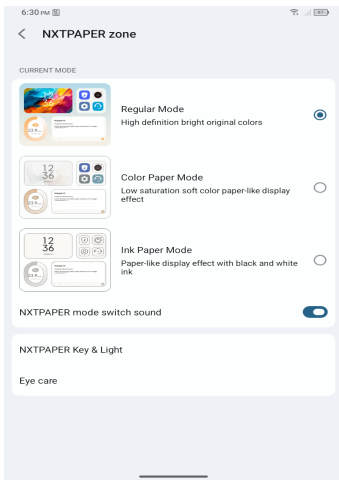 6:30 PM
NXTPAPER zone
CURRENT MODE
12
36
Regular Mode
High definition bright original colors
12
36
Color Paper Mode
Low saturation soft color paper-like display
effect
12
36
Ink Paper Mode
Paper-like display effect with black and white
ink
NXTPAPER mode switch sound
NXTPAPER Key & Light
Eye care